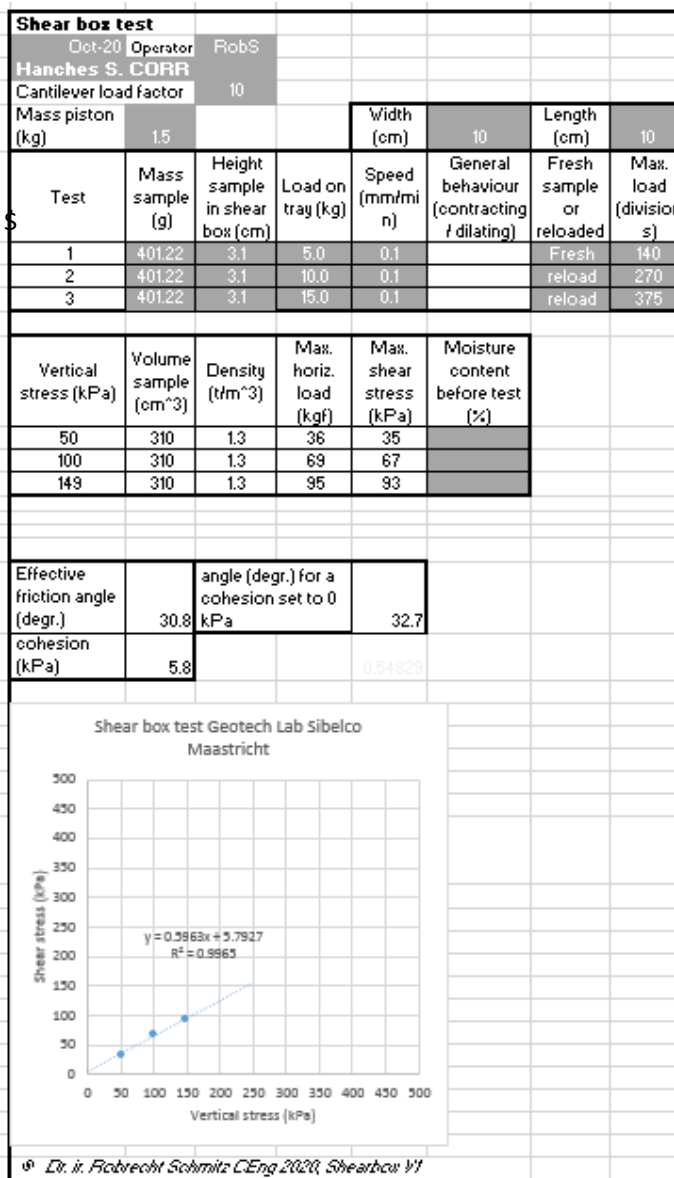 Shear box test
Oct-20 Operator RobS
Hanches S. CORR
Cantilever load factor 10
Mass piston (kg) 1.5 Width (cm) 10 Length (cm) 10
$
Test Mass sample (g) Height sample in shear box (cm) Load on tray (kg) Speed (mm/min) General behaviour (contracting / dilating) Fresh sample or reloaded Max. load (divisions)
1 401.22 3.1 5.0 0.1 Fresh 140
2 401.22 3.1 10.0 0.1 reload 270
3 401.22 3.1 15.0 0.1 reload 375
Vertical stress (kPa) Volume sample (cm^3) Density (t/m^3) Max. horiz. load (kgf) Max. shear stress (kPa) Moisture content before test (%)
50 310 1.3 36 35
100 310 1.3 69 67
149 310 1.3 95 93
Effective friction angle (degr.) 30.8 angle (degr.) for a cohesion set to 0 kPa 32.7
cohesion (kPa) 5.8 0.54829
Shear box test Geotech Lab Sibelco
Maastricht
500
450
400
350
300
250
200
150
100
50
0
Shear stress (kPa)
y = 0.5963x + 5.7927
R² = 0.9965
0 50 100 150 200 250 300 350 400 450 500
Vertical stress (kPa)
Dr. ir. Robrecht Schmitz CEng 2020, Shearbox V1